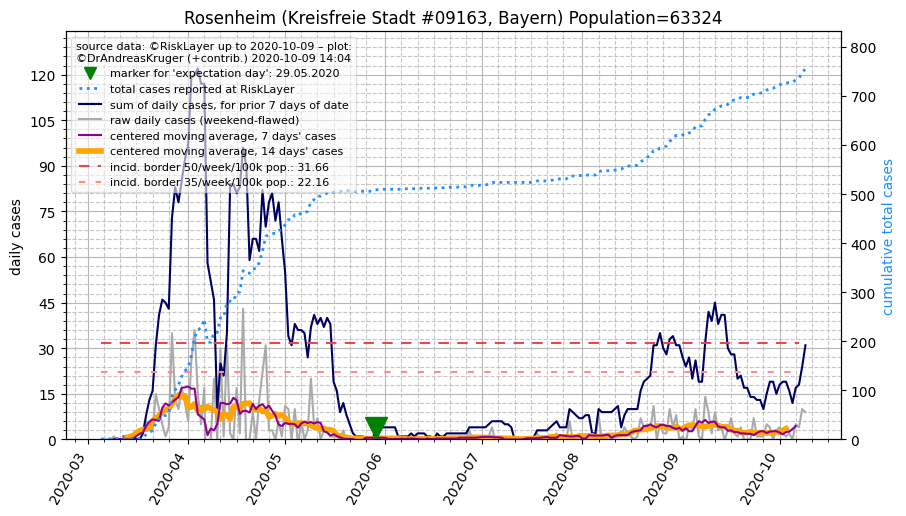 Rosenheim (Kreisfreie Stadt #09163, Bayern) Population=63324
source data: ©RiskLayer up to 2020-10-09 – plot:
©DrAndreasKruger (+contrib.) 2020-10-09 14:04
marker for 'expectation day': 29.05.2020
total cases reported at RiskLayer
sum of daily cases, for prior 7 days of date
raw daily cases (weekend-flawed)
centered moving average, 7 days' cases
centered moving average, 14 days' cases
incid. border 50/week/100k pop.: 31.66
incid. border 35/week/100k pop.: 22.16
daily cases
120
105
90
75
60
45
30
15
0
800
700
600
500
400
300
200
100
0
cumulative total cases
2020-03
2020-04
2020-05
2020-06
2020-07
2020-08
2020-09
2020-10